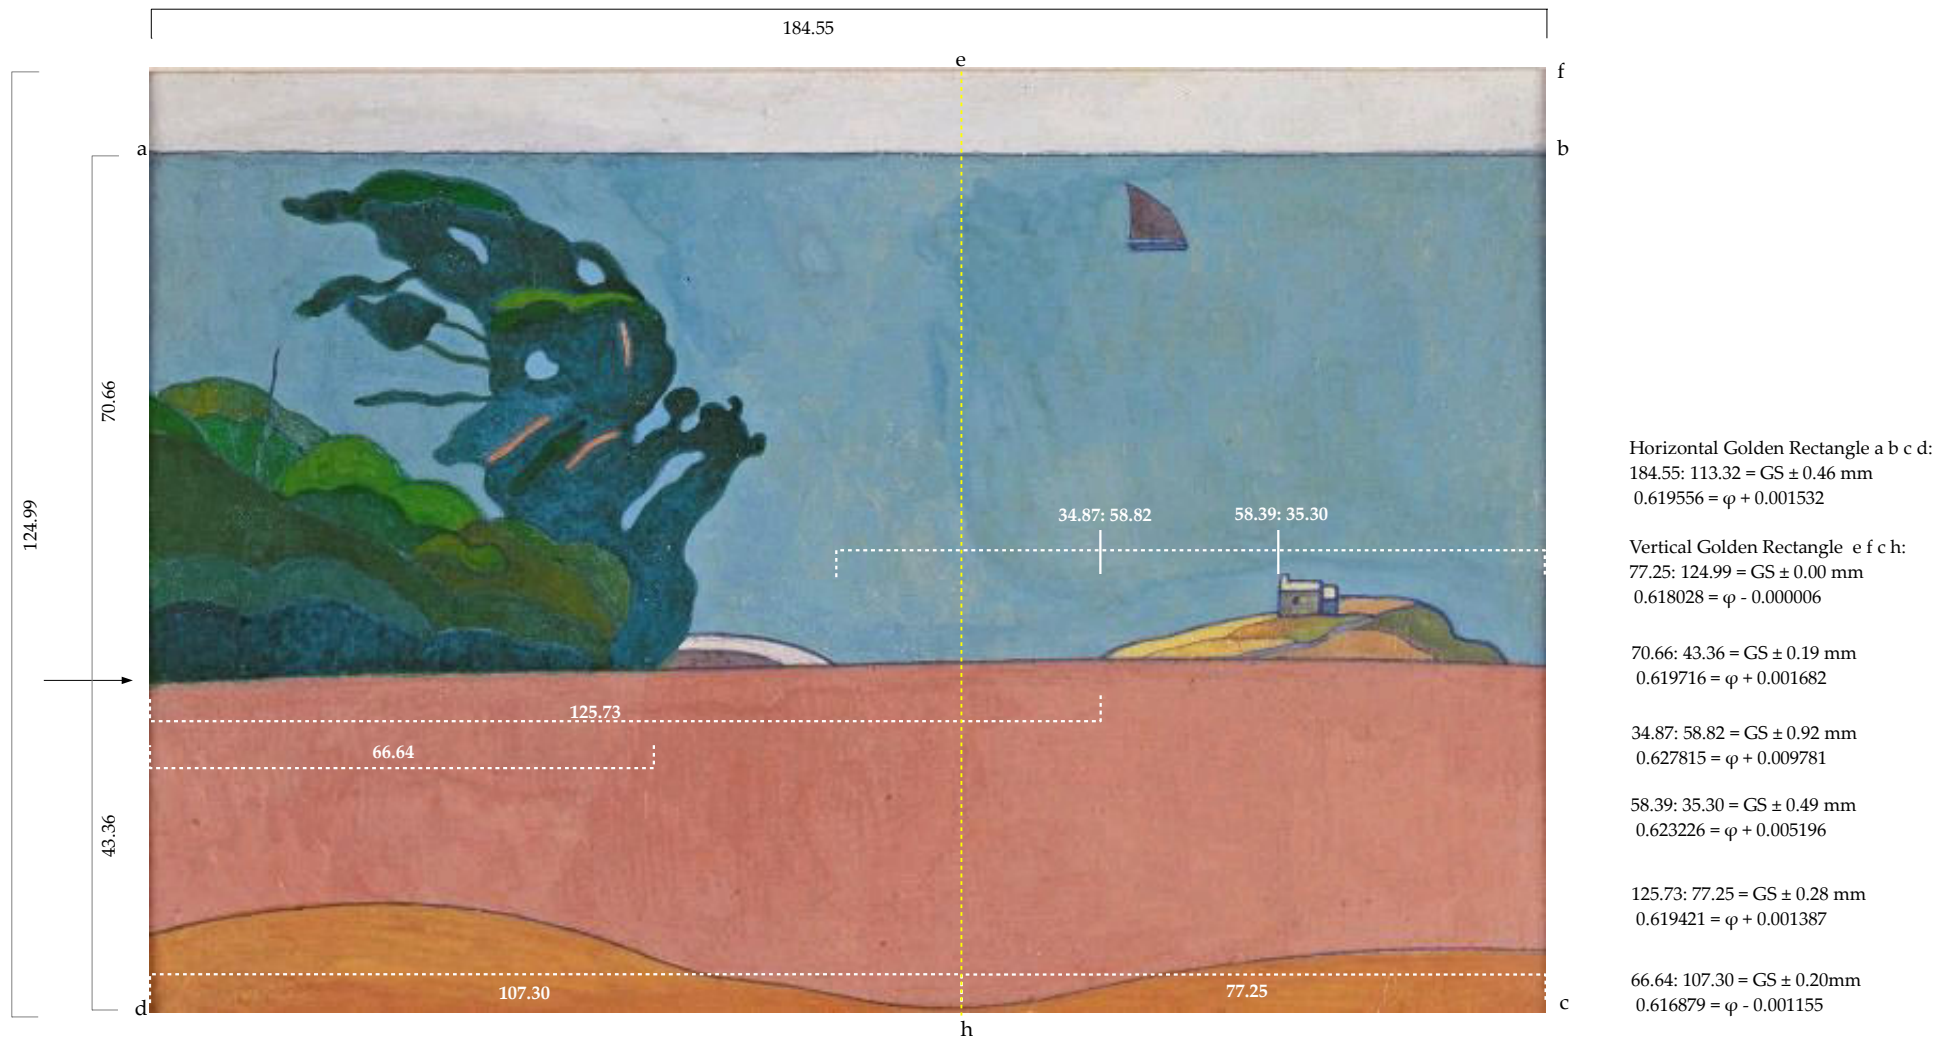 184.55
e
f
a
b
124.99
70.66
34.87: 58.82
58.39: 35.30
125.73
66.64
43.36
107.30
77.25
d
c
h
Horizontal Golden Rectangle a b c d:
184.55: 113.32 = GS ± 0.46 mm
0.619556 = φ + 0.001532
Vertical Golden Rectangle e f c h:
77.25: 124.99 = GS ± 0.00 mm
0.618028 = φ - 0.000006
70.66: 43.36 = GS ± 0.19 mm
0.619716 = φ + 0.001682
34.87: 58.82 = GS ± 0.92 mm
0.627815 = φ + 0.009781
58.39: 35.30 = GS ± 0.49 mm
0.623226 = φ + 0.005196
125.73: 77.25 = GS ± 0.28 mm
0.619421 = φ + 0.001387
66.64: 107.30 = GS ± 0.20mm
0.616879 = φ - 0.001155